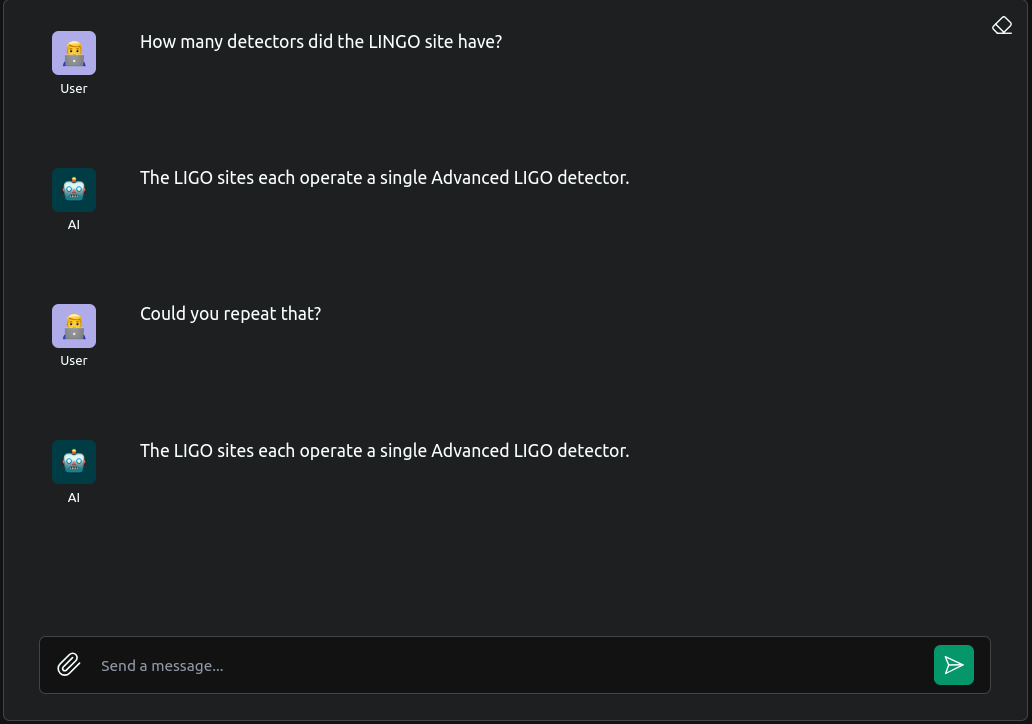 How many detectors did the LINGO site have?
User
The LIGO sites each operate a single Advanced LIGO detector.
AI
Could you repeat that?
User
The LIGO sites each operate a single Advanced LIGO detector.
AI
Send a message...